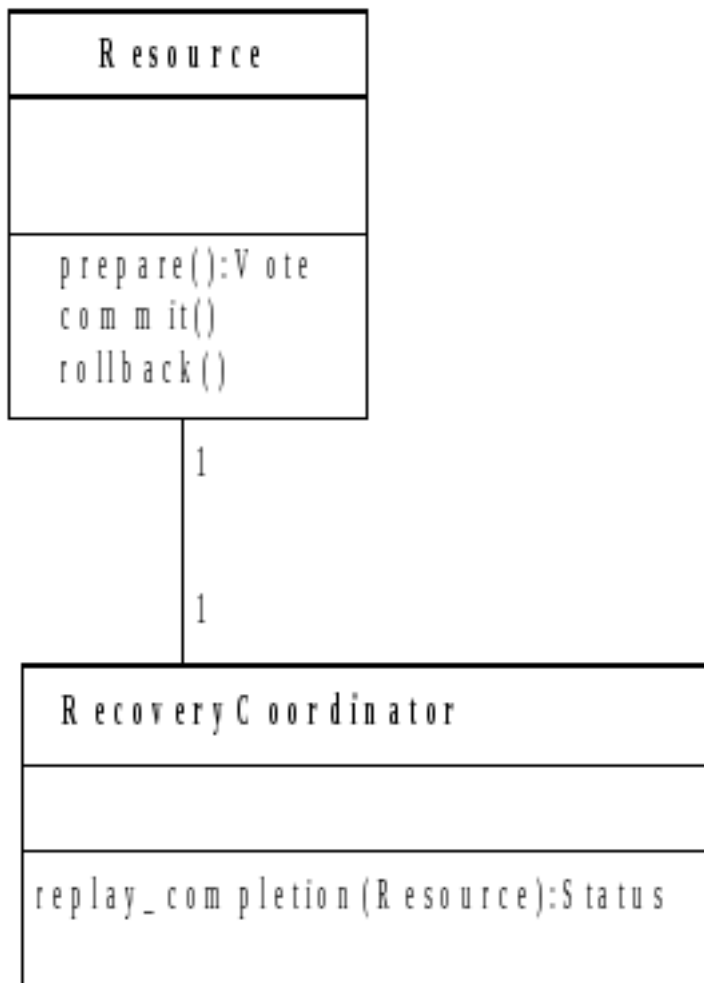 Resource
prepare():Vote
commit()
rollback()
1
1
RecoveryCoordinator
replay_completion(Resource):Status